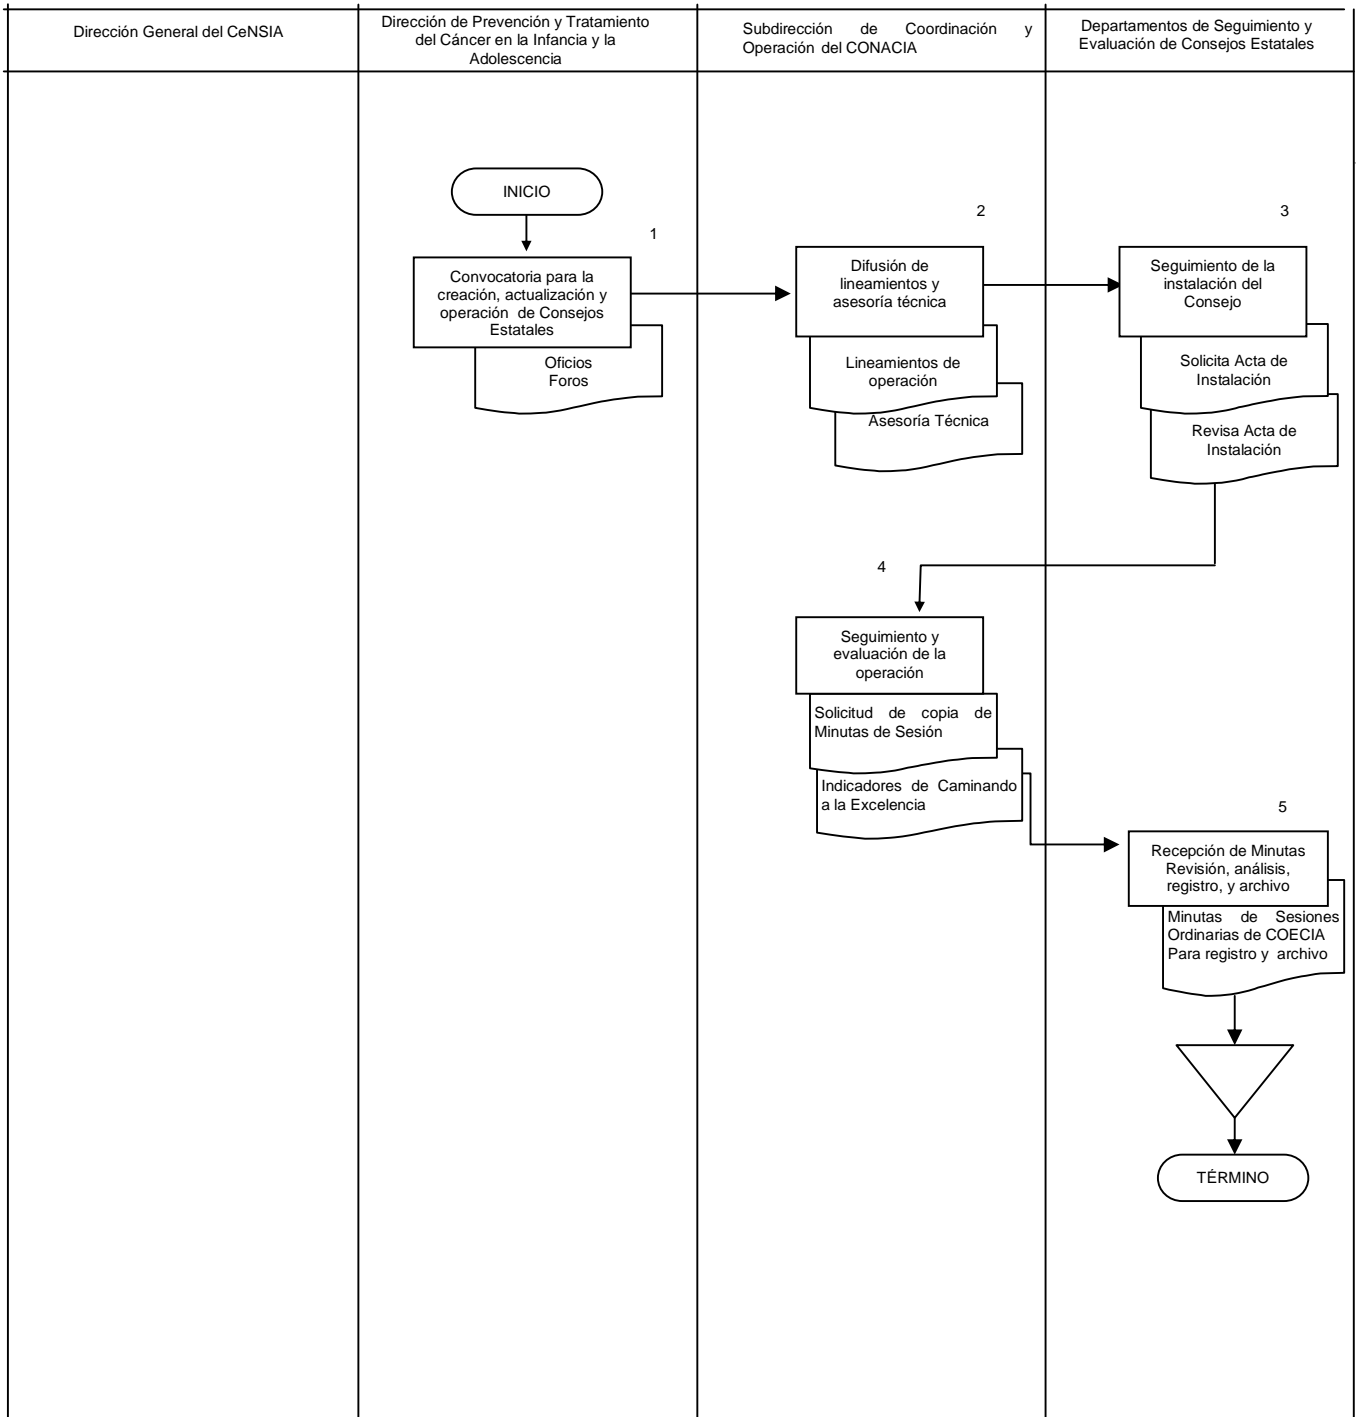 Dirección General del CeNSIA
Dirección de Prevención y Tratamiento
del Cáncer en la Infancia y la
Adolescencia
Subdirección de Coordinación y
Operación del CONACIA
Departamentos de Seguimiento y
Evaluación de Consejos Estatales
INICIO
1
Convocatoria para la
creación, actualización y
operación de Consejos
Estatales
Oficios
Foros
2
Difusión de
lineamientos y
asesoría técnica
Lineamientos de
operación
Asesoría Técnica
3
Seguimiento de la
instalación del
Consejo
Solicita Acta de
Instalación
Revisa Acta de
Instalación
4
Seguimiento y
evaluación de la
operación
Solicitud de copia de
Minutas de Sesión
Indicadores de Caminando
a la Excelencia
5
Recepción de Minutas
Revisión, análisis,
registro, y archivo
Minutas de Sesiones
Ordinarias de COECIA
Para registro y archivo
TÉRMINO